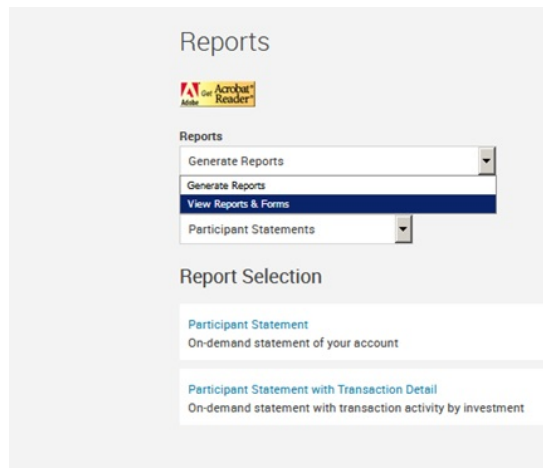 Reports
Adobe
Get Acrobat®
Reader®
Reports
Generate Reports
Generate Reports
View Reports & Forms
Participant Statements
Report Selection
Participant Statement
On-demand statement of your account
Participant Statement with Transaction Detail
On-demand statement with transaction activity by investment